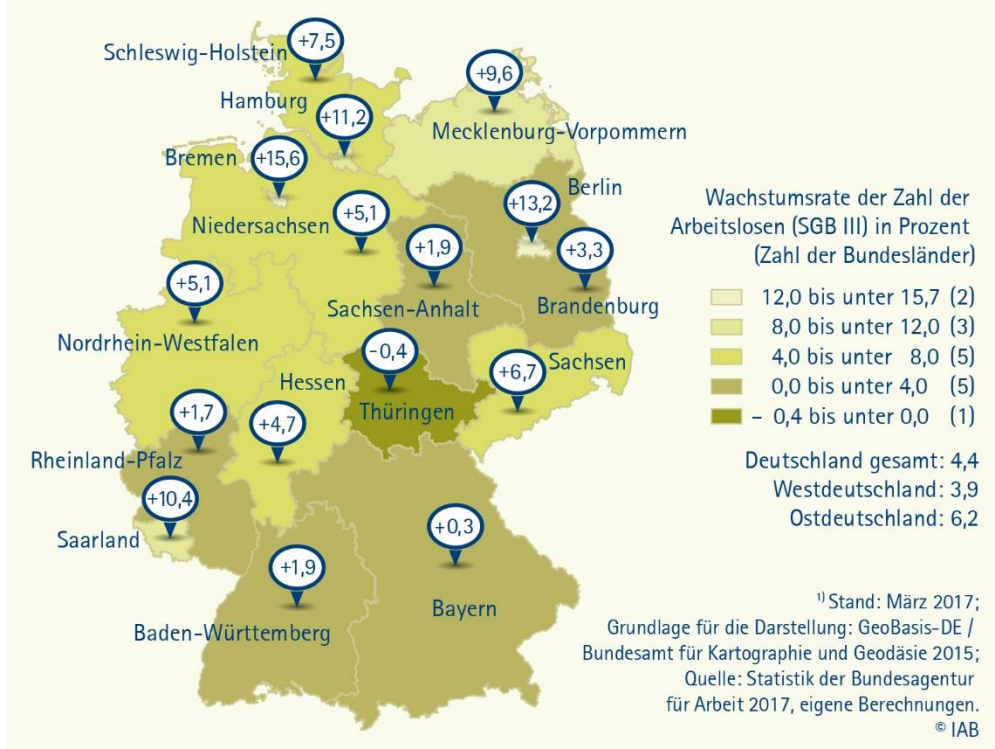 +7,5
Schleswig-Holstein
+9,6
Hamburg
+11,2
Mecklenburg-Vorpommern
Bremen
+15,6
Berlin
+13,2
Niedersachsen
+5,1
+1,9
+3,3
Sachsen-Anhalt
Brandenburg
+5,1
Nordrhein-Westfalen
-0,4
Hessen
Thüringen
+6,7
Sachsen
+1,7
+4,7
Rheinland-Pfalz
+10,4
Saarland
+0,3
Bayern
+1,9
Baden-Württemberg
Wachstumsrate der Zahl der
Arbeitslosen (SGB III) in Prozent
(Zahl der Bundesländer)
12,0 bis unter 15,7 (2)
8,0 bis unter 12,0 (3)
4,0 bis unter 8,0 (5)
0,0 bis unter 4,0 (5)
– 0,4 bis unter 0,0 (1)
Deutschland gesamt: 4,4
Westdeutschland: 3,9
Ostdeutschland: 6,2
¹⁾ Stand: März 2017;
Grundlage für die Darstellung: GeoBasis-DE /
Bundesamt für Kartographie und Geodäsie 2015;
Quelle: Statistik der Bundesagentur
für Arbeit 2017, eigene Berechnungen.
© IAB